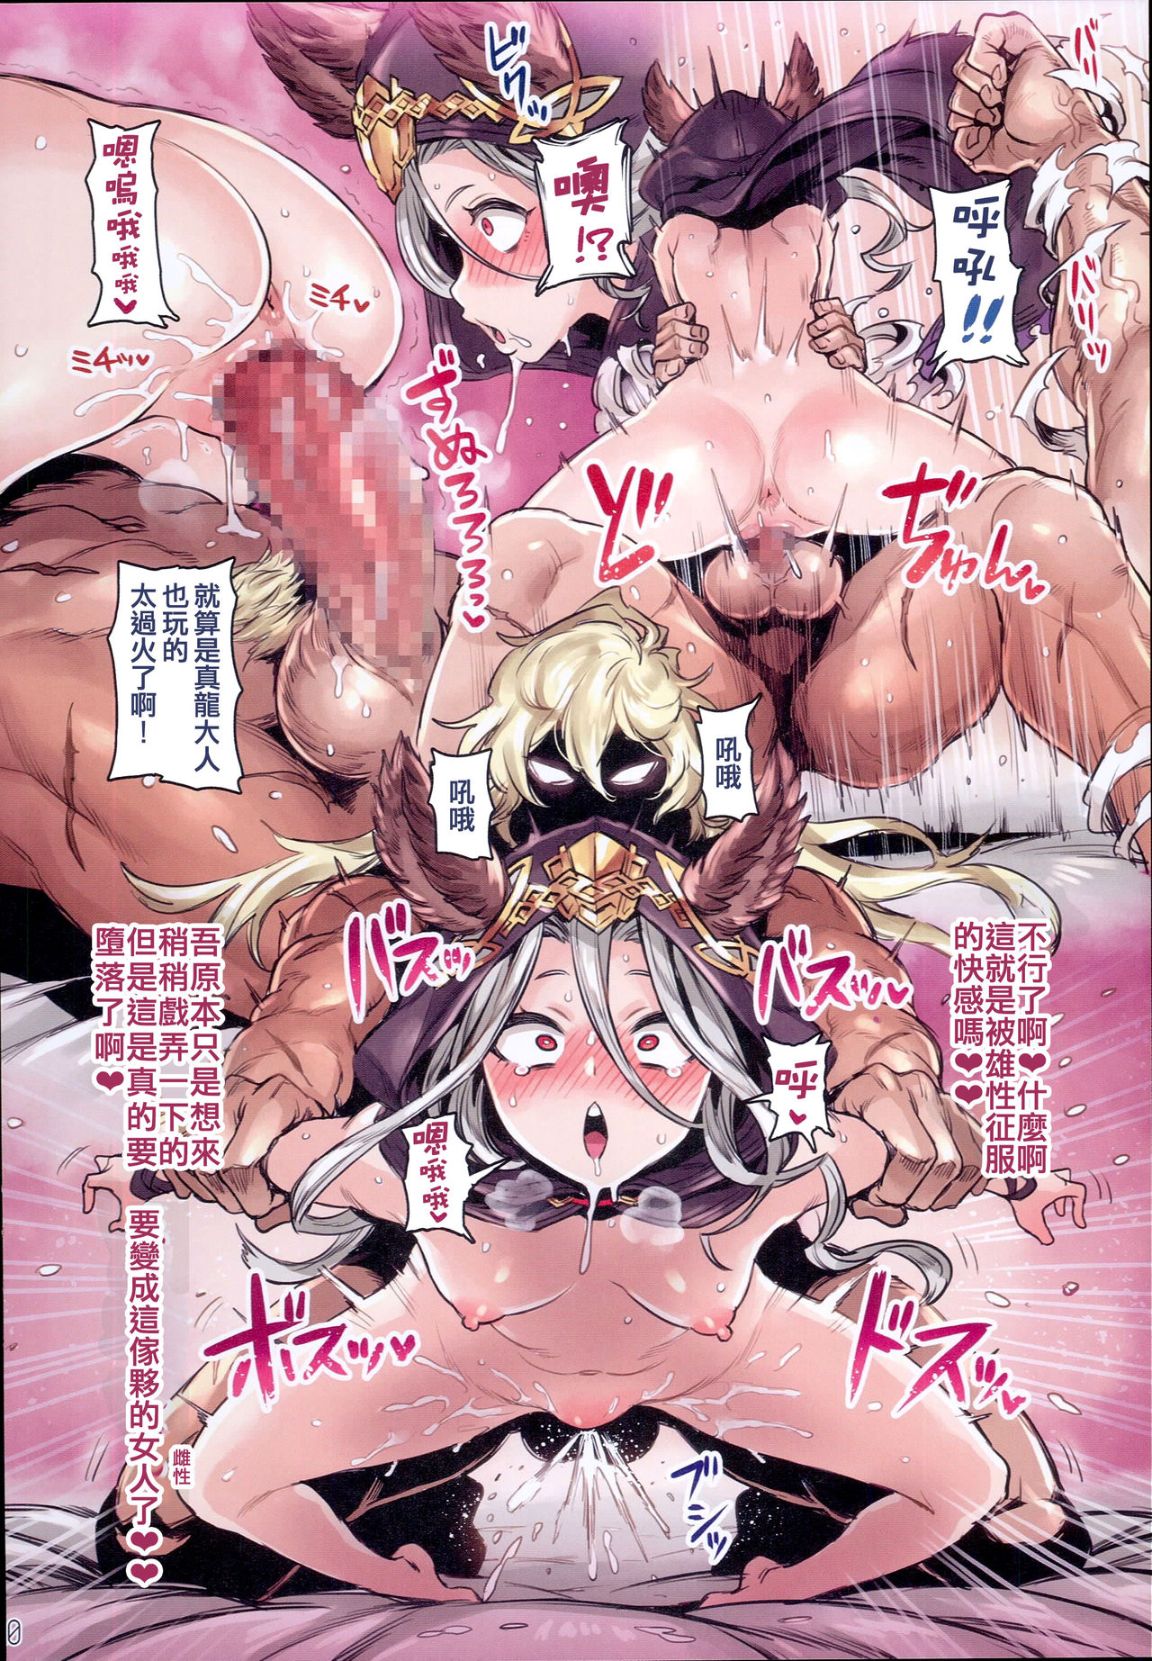 バッ
バリッ
呼哈!!
ビクッ
噢!?
嗯嗚哦哦哦♥
ミチ♥
ミチッ♥
ぢゅん♥
ど
ずぬろろろろっ♥
就算是真龍大人
也玩的
太過火了啊！
吼哦
吼哦
不行了啊♥什麼啊
這就是被雄性征服
的快感嗎♥♥
バスッ♥
バスッ
呼♥
嗯哦哦♥
吾原本只是想來
稍稍戲弄一下的
但是這是真的要
墮落了啊♥
ドスッ♥
ボスッ♥
ブシッ
要變成這傢夥的女人了♥♥
雌性